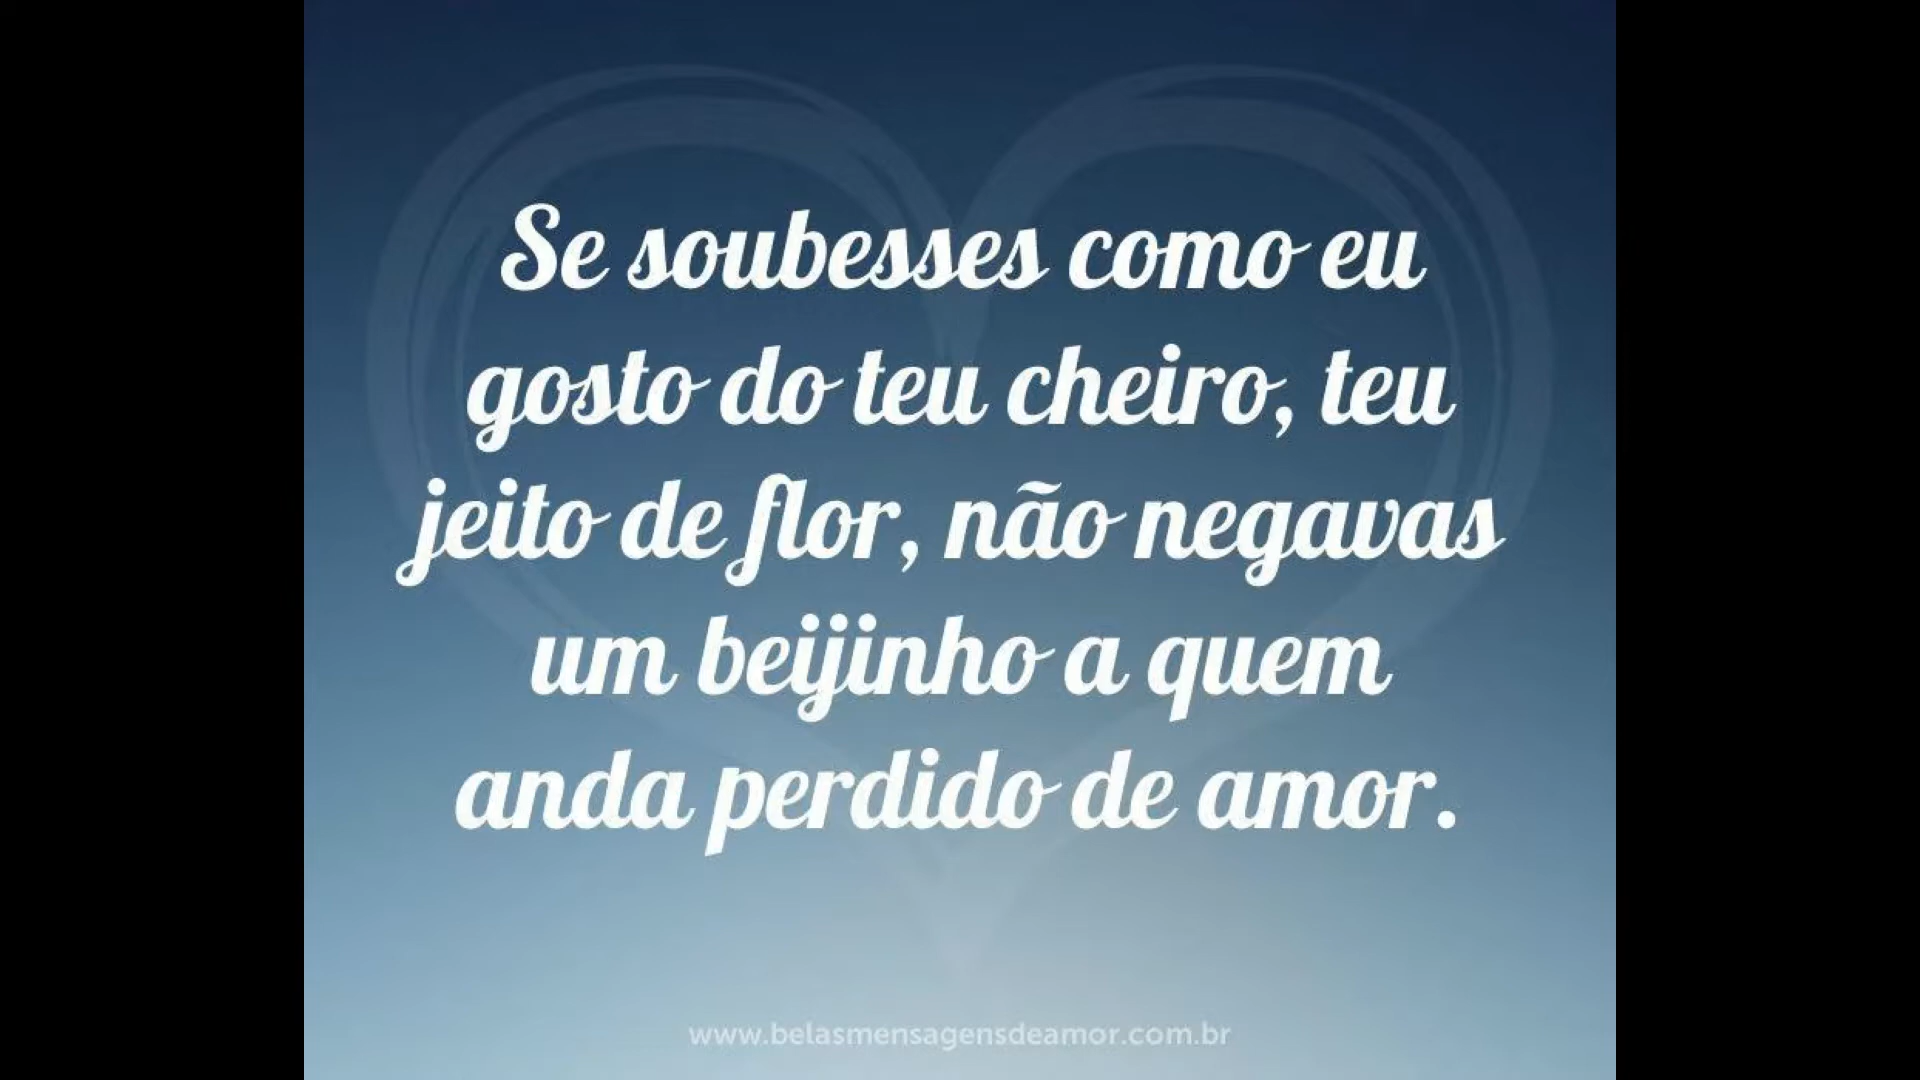 Se soubesses como eu
gosto do teu cheiro, teu
jeito de flor, não negavas
um beijinho a quem
anda perdido de amor.
www.belasmensagensdeamor.com.br